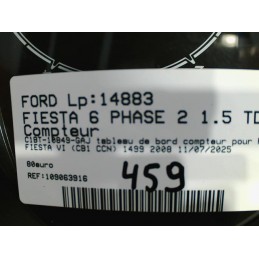 FORD Lp:14883
FIESTA 6 PHASE 2 1.5 TD
Compteur
C1BT-10849-GAJ tableau de bord compteur pour
FIESTA VI (CB1 CCN) 1499 2008 11/07/2025
80euro
REF:109063916
459